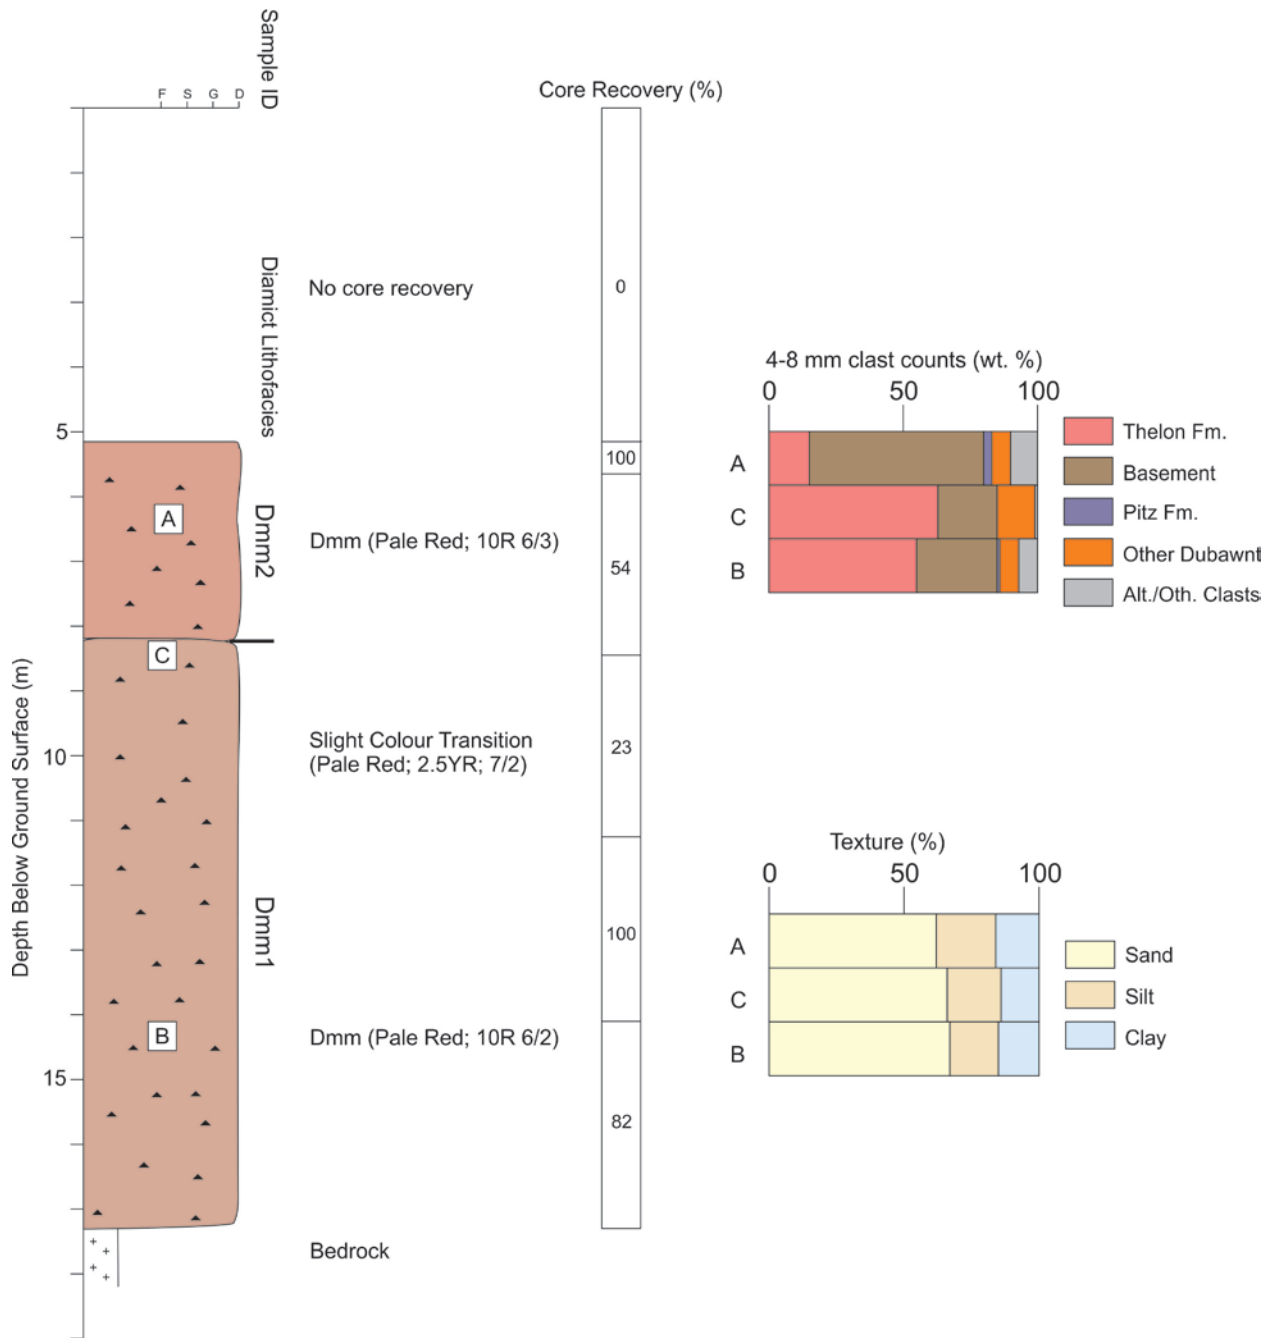 Sample ID
F S G D
Core Recovery (%)
Diamict Lithofacies
No core recovery
0
4-8 mm clast counts (wt. %)
0 50 100
Thelon Fm.
Basement
Pitz Fm.
Other Dubawnt
Alt./Oth. Clasts
A
C
B
5
100
A
Dmm2
Dmm (Pale Red; 10R 6/3)
54
C
Depth Below Ground Surface (m)
10
Slight Colour Transition
(Pale Red; 2.5YR; 7/2)
23
Texture (%)
0 50 100
A
C
B
Sand
Silt
Clay
Dmm1
100
B
Dmm (Pale Red; 10R 6/2)
15
82
Bedrock